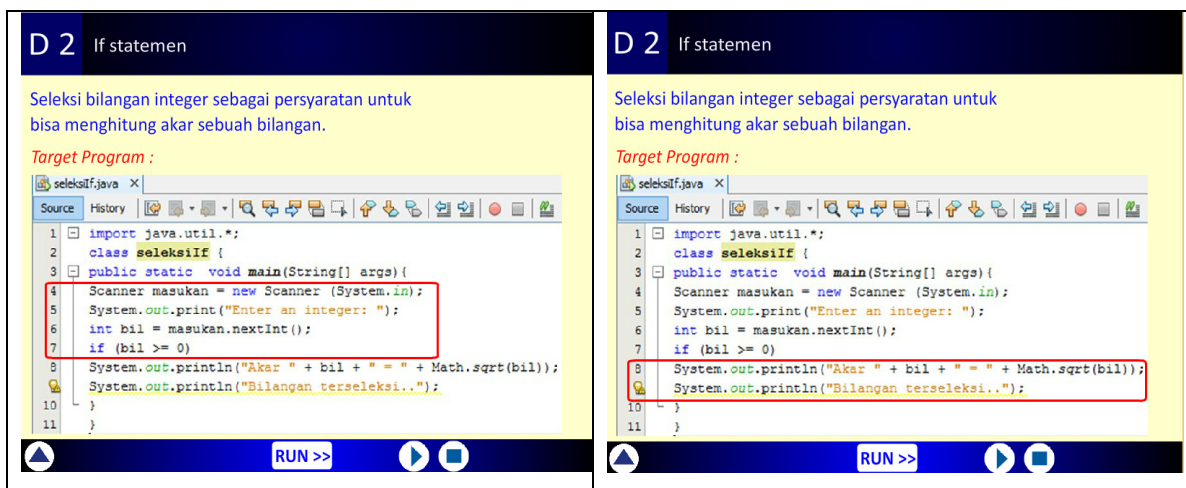 D 2 If statemen
Seleksi bilangan integer sebagai persyaratan untuk
bisa menghitung akar sebuah bilangan.
Target Program :
seleksiIf.java ×
Source History
1 import java.util.*;
2 class seleksiIf {
3 public static void main(String[] args){
4 Scanner masukan = new Scanner (System.in);
5 System.out.print("Enter an integer: ");
6 int bil = masukan.nextInt();
7 if (bil >= 0)
8 System.out.println("Akar " + bil + " = " + Math.sqrt(bil));
System.out.println("Bilangan terseleksi..");
10 }
11 }
RUN >>
D 2 If statemen
Seleksi bilangan integer sebagai persyaratan untuk
bisa menghitung akar sebuah bilangan.
Target Program :
seleksiIf.java ×
Source History
1 import java.util.*;
2 class seleksiIf {
3 public static void main(String[] args){
4 Scanner masukan = new Scanner (System.in);
5 System.out.print("Enter an integer: ");
6 int bil = masukan.nextInt();
7 if (bil >= 0)
8 System.out.println("Akar " + bil + " = " + Math.sqrt(bil));
System.out.println("Bilangan terseleksi..");
10 }
11 }
RUN >>